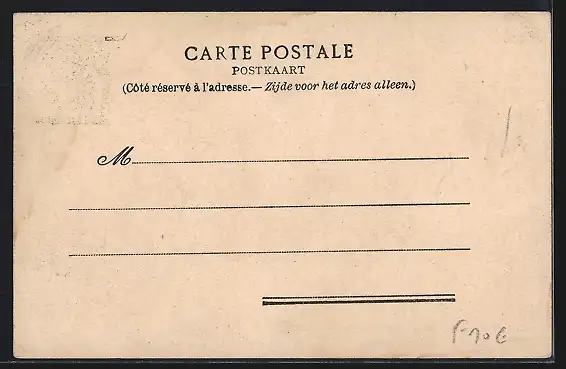 CARTE POSTALE
POSTKAART
(Côté réservé à l'adresse.— Zijde voor het adres alleen.)
M